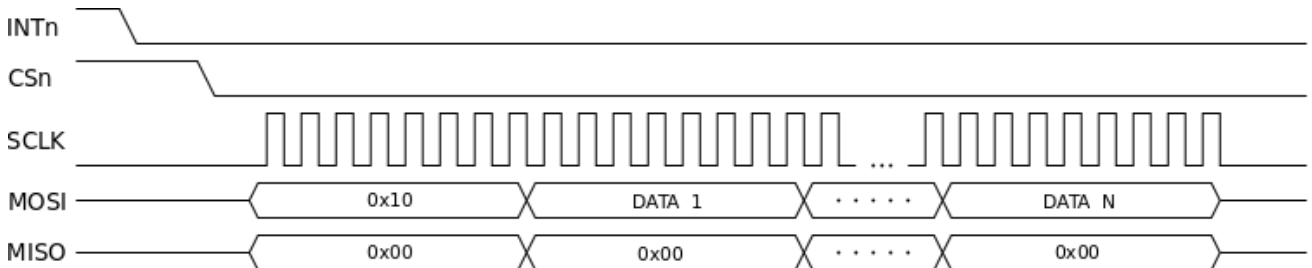 INTn
CSn
SCLK ...
MOSI 0x10 DATA 1 · · · · · DATA N
MISO 0x00 0x00 · · · · · 0x00